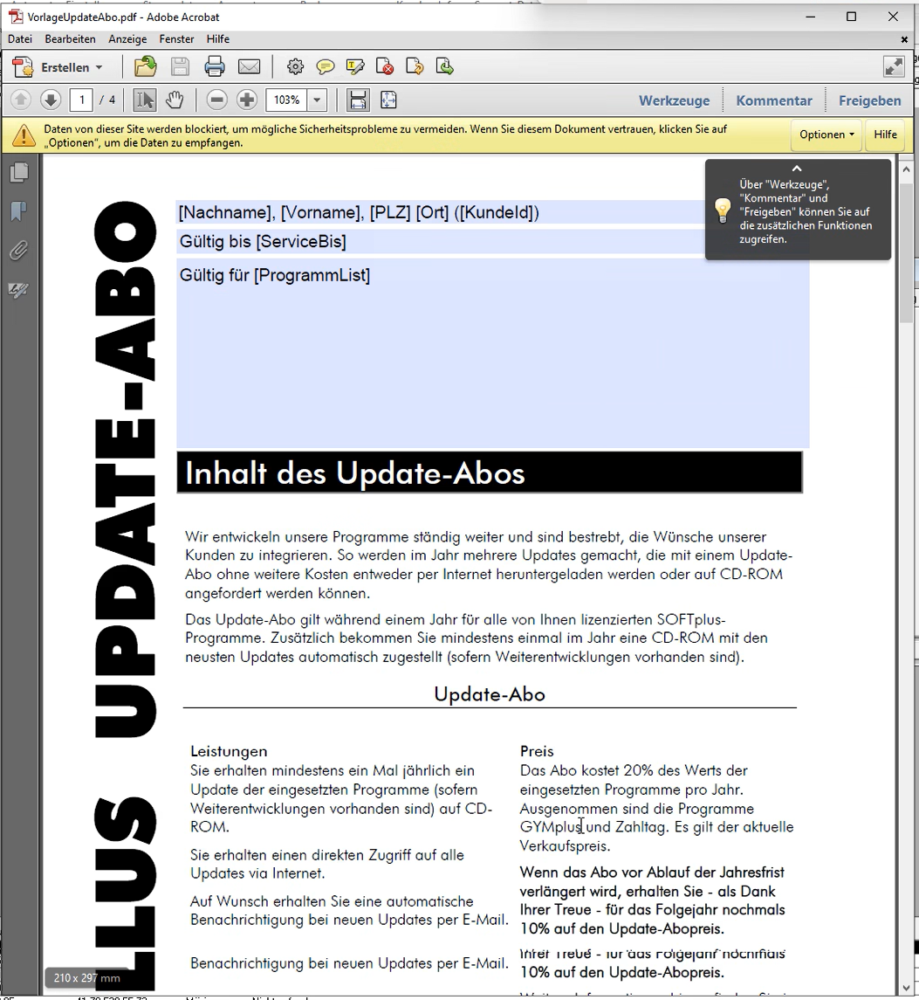 VorlageUpdateAbo.pdf - Adobe Acrobat
Datei Bearbeiten Anzeige Fenster Hilfe
Erstellen
1 / 4 103% Werkzeuge Kommentar Freigeben
Daten von dieser Site werden blockiert, um mögliche Sicherheitsprobleme zu vermeiden. Wenn Sie diesem Dokument vertrauen, klicken Sie auf
„Optionen“, um die Daten zu empfangen.
Optionen Hilfe
Über "Werkzeuge",
"Kommentar" und
"Freigeben" können Sie auf
die zusätzlichen Funktionen
zugreifen.
[Nachname], [Vorname], [PLZ] [Ort] ([KundeId])
Gültig bis [ServiceBis]
Gültig für [ProgrammList]
LLUS UPDATE-ABO
Inhalt des Update-Abos
Wir entwickeln unsere Programme ständig weiter und sind bestrebt, die Wünsche unserer
Kunden zu integrieren. So werden im Jahr mehrere Updates gemacht, die mit einem Update-
Abo ohne weitere Kosten entweder per Internet heruntergeladen werden oder auf CD-ROM
angefordert werden können.
Das Update-Abo gilt während einem Jahr für alle von Ihnen lizenzierten SOFTplus-
Programme. Zusätzlich bekommen Sie mindestens einmal im Jahr eine CD-ROM mit den
neusten Updates automatisch zugestellt (sofern Weiterentwicklungen vorhanden sind).
Update-Abo
Leistungen
Sie erhalten mindestens ein Mal jährlich ein
Update der eingesetzten Programme (sofern
Weiterentwicklungen vorhanden sind) auf CD-
ROM.
Sie erhalten einen direkten Zugriff auf alle
Updates via Internet.
Auf Wunsch erhalten Sie eine automatische
Benachrichtigung bei neuen Updates per E-Mail.
Benachrichtigung bei neuen Updates per E-Mail.
Preis
Das Abo kostet 20% des Werts der
eingesetzten Programme pro Jahr.
Ausgenommen sind die Programme
GYMplus und Zahltag. Es gilt der aktuelle
Verkaufspreis.
Wenn das Abo vor Ablauf der Jahresfrist
verlängert wird, erhalten Sie - als Dank
Ihrer Treue - für das Folgejahr nochmals
10% auf den Update-Abopreis.
Ihrer Treue - für das Folgejahr nochmals
10% auf den Update-Abopreis.
210 x 297 mm